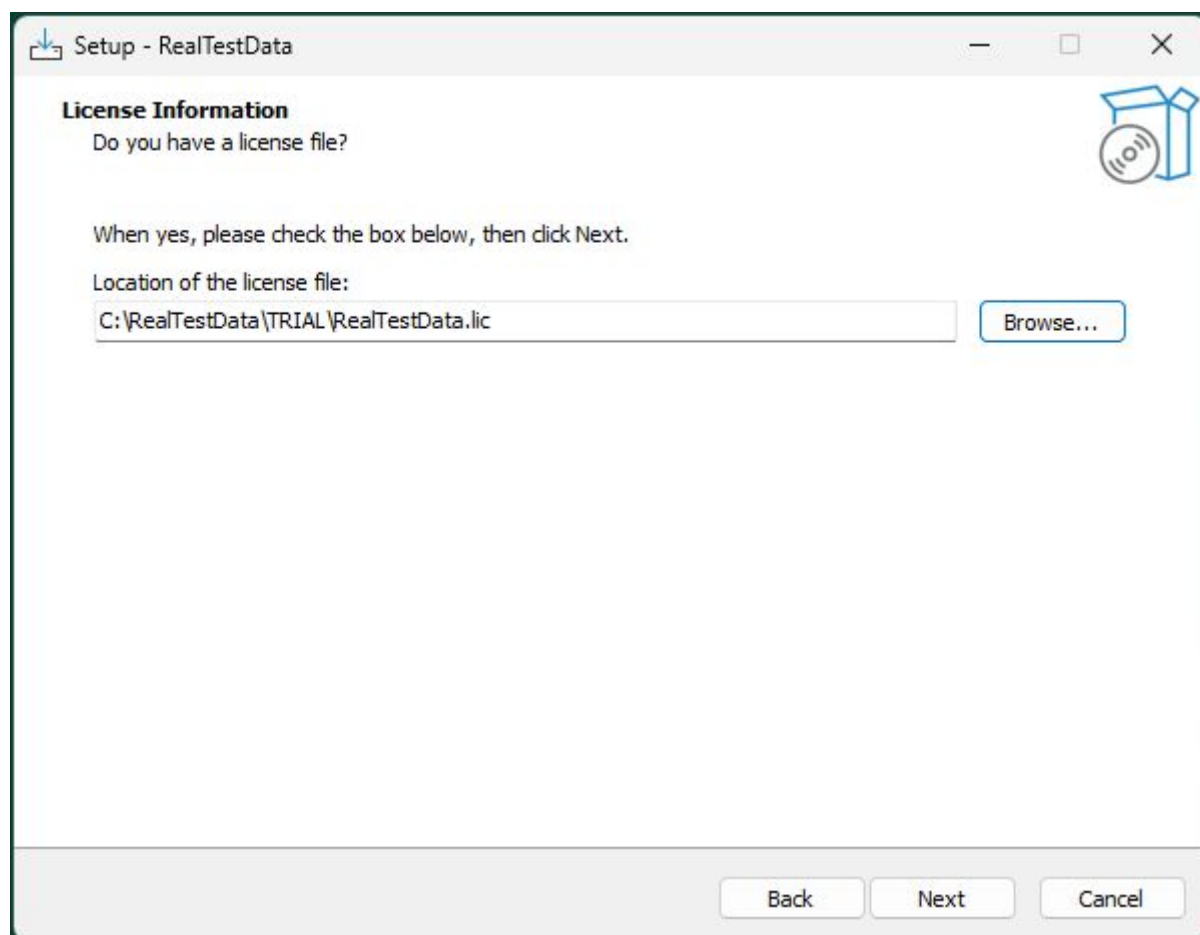 Setup - RealTestData
License Information
Do you have a license file?
When yes, please check the box below, then click Next.
Location of the license file:
C:\RealTestData\TRIAL\RealTestData.lic
Browse...
Back Next Cancel